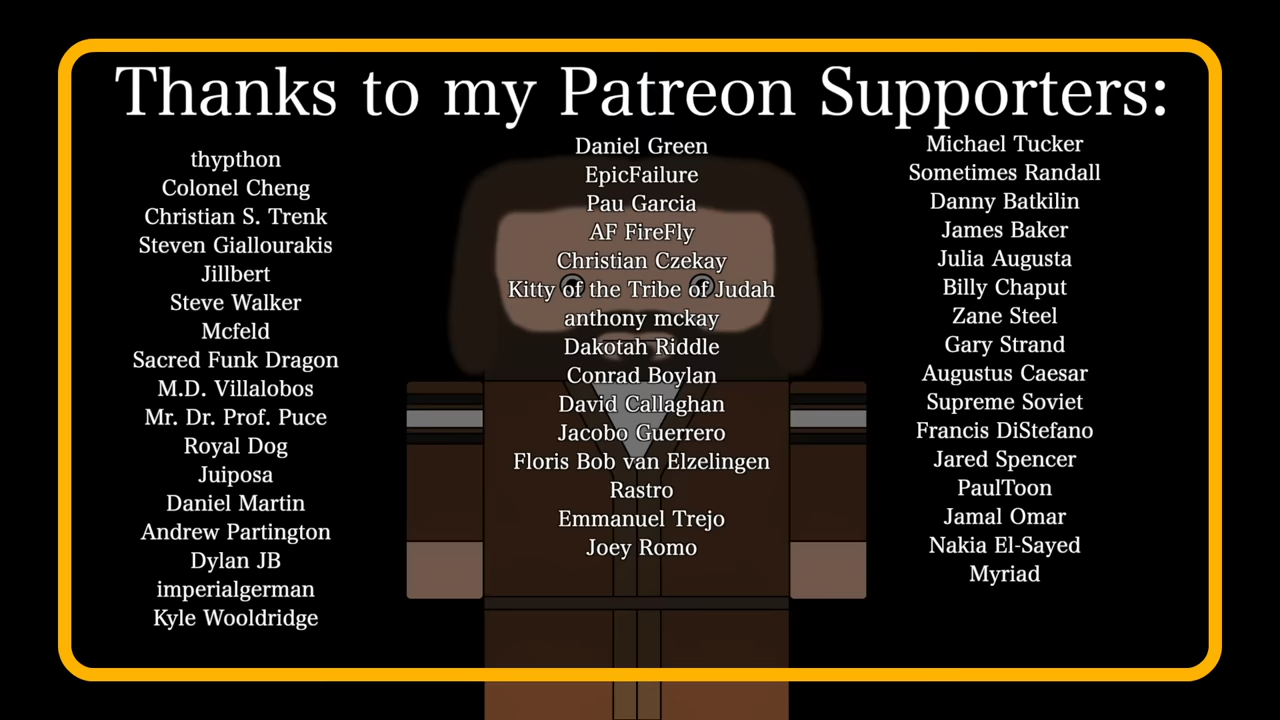 Thanks to my Patreon Supporters:
thypthon
Colonel Cheng
Christian S. Trenk
Steven Giallourakis
Jillbert
Steve Walker
Mcfeld
Sacred Funk Dragon
M.D. Villalobos
Mr. Dr. Prof. Puce
Royal Dog
Juiposa
Daniel Martin
Andrew Partington
Dylan JB
imperialgerman
Kyle Wooldridge
Daniel Green
EpicFailure
Pau Garcia
AF FireFly
Christian Czekay
Kitty of the Tribe of Judah
anthony mckay
Dakotah Riddle
Conrad Boylan
David Callaghan
Jacobo Guerrero
Floris Bob van Elzelingen
Rastro
Emmanuel Trejo
Joey Romo
Michael Tucker
Sometimes Randall
Danny Batkilin
James Baker
Julia Augusta
Billy Chaput
Zane Steel
Gary Strand
Augustus Caesar
Supreme Soviet
Francis DiStefano
Jared Spencer
PaulToon
Jamal Omar
Nakia El-Sayed
Myriad